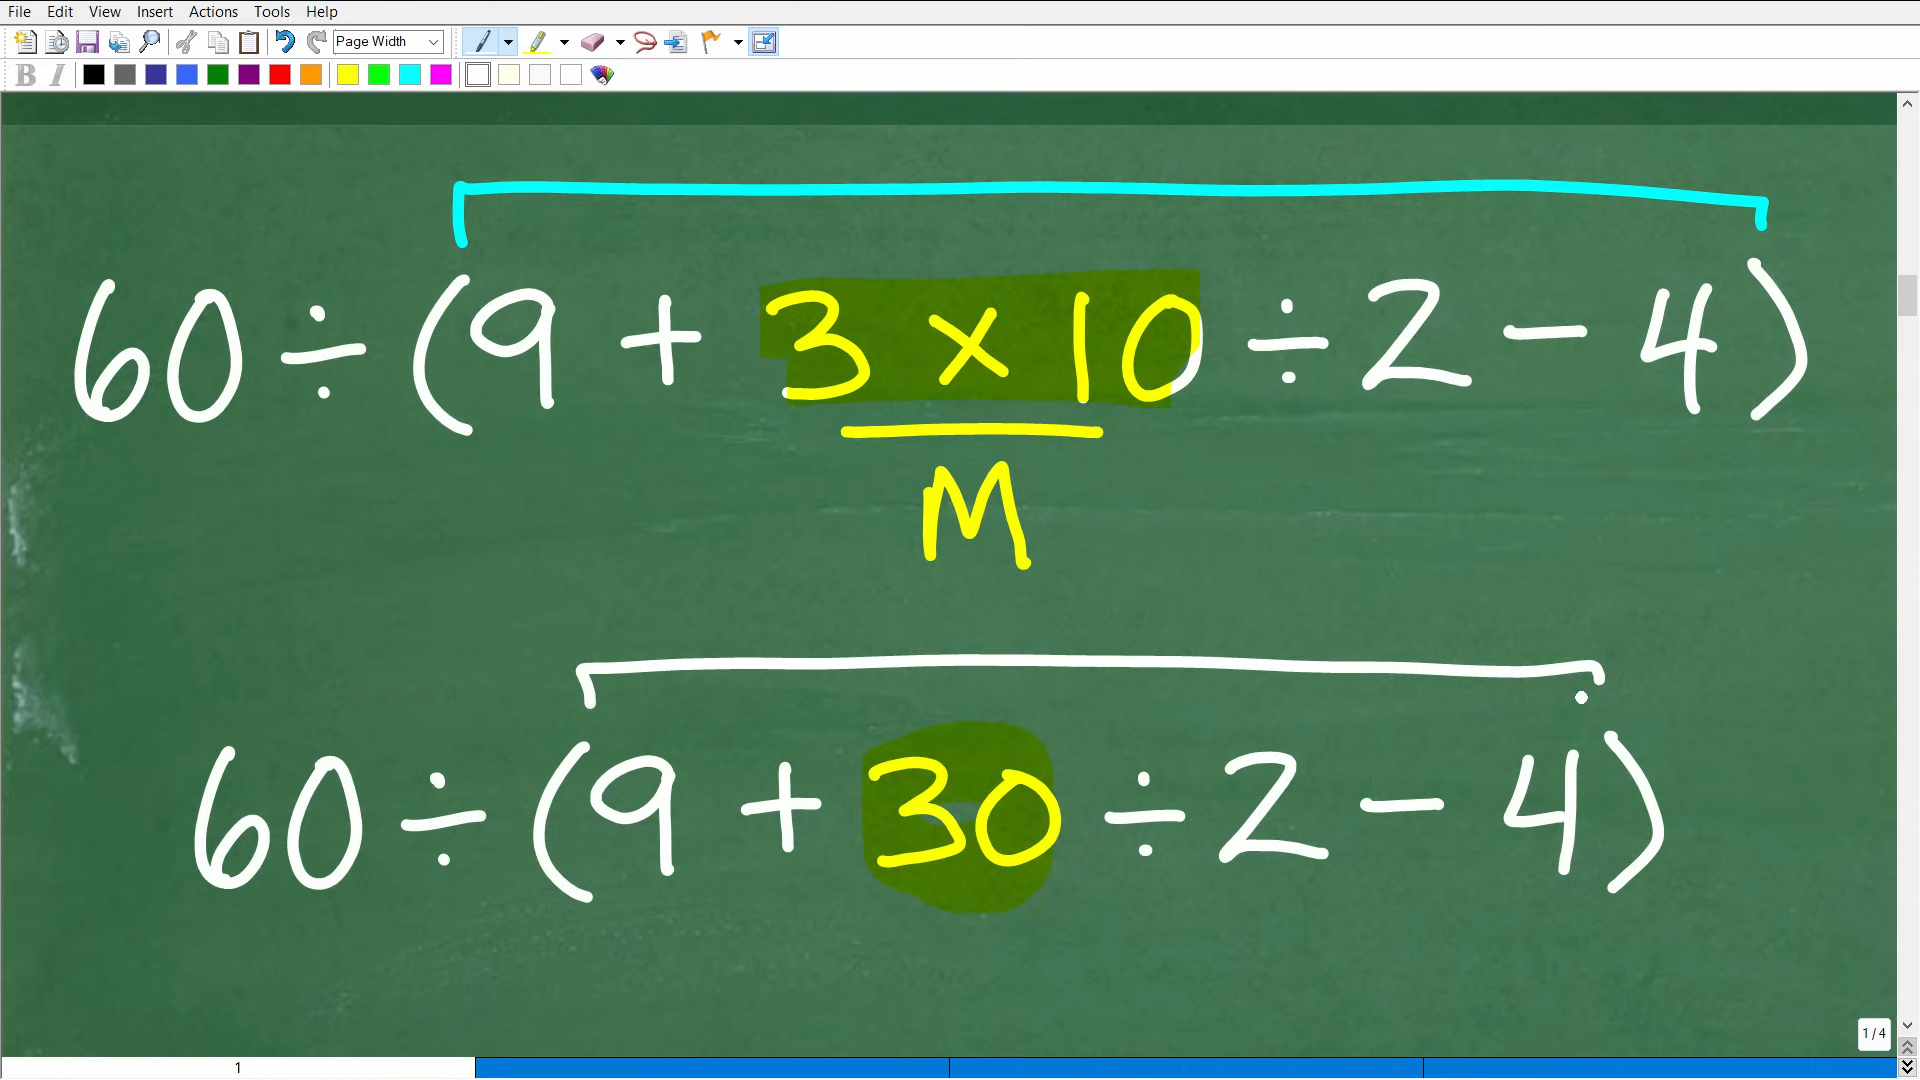 File Edit View Insert Actions Tools Help
Page Width
B I
60 ÷ (9 + 3 × 10 ÷ 2 − 4)
M
60 ÷ (9 + 30 ÷ 2 − 4)
1 / 4
1